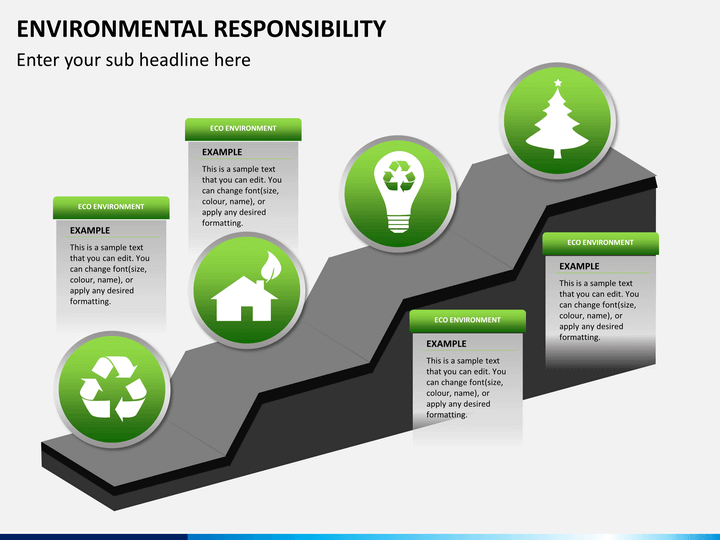 ENVIRONMENTAL RESPONSIBILITY
Enter your sub headline here
ECO ENVIRONMENT
EXAMPLE
This is a sample text
that you can edit. You
can change font(size,
colour, name), or
apply any desired
formatting.
ECO ENVIRONMENT
EXAMPLE
This is a sample text
that you can edit. You
can change font(size,
colour, name), or
apply any desired
formatting.
ECO ENVIRONMENT
EXAMPLE
This is a sample text
that you can edit. You
can change font(size,
colour, name), or
apply any desired
formatting.
ECO ENVIRONMENT
EXAMPLE
This is a sample text
that you can edit. You
can change font(size,
colour, name), or
apply any desired
formatting.